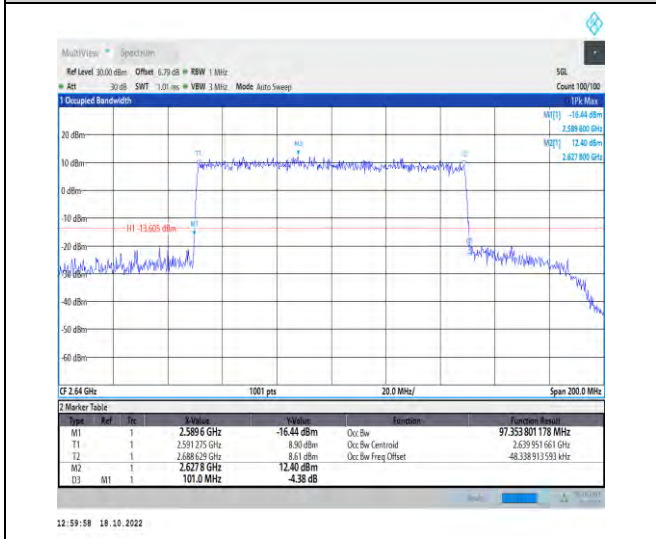 MultiView Spectrum
Ref Level 30.00 dBm Offset 6.79 dB RBW 1 MHz SGL
Att 30 dB SWT 1.01 ms VBW 3 MHz Mode Auto Sweep Count 100/100
1 Occupied Bandwidth 1Pk Max
M1[1] -16.44 dBm
2.589 600 GHz
M2[1] 12.40 dBm
2.627 800 GHz
20 dBm
M2
T1
10 dBm
0 dBm
-10 dBm
H1 -13.605 dBm M1
-20 dBm
-30 dBm
-40 dBm
-50 dBm
-60 dBm
CF 2.64 GHz 1001 pts 20.0 MHz/ Span 200.0 MHz
2 Marker Table
Type Ref Trc X-Value Y-Value Function Function Result
M1 1 2.589 6 GHz -16.44 dBm Occ Bw 97.353 801 178 MHz
T1 1 2.591 275 GHz 8.90 dBm Occ Bw Centroid 2.639 951 661 GHz
T2 1 2.688 629 GHz 8.61 dBm Occ Bw Freq Offset -48.338 913 593 kHz
M2 1 2.627 8 GHz 12.40 dBm
D3 M1 1 101.0 MHz -4.38 dB
12:59:58 18.10.2022